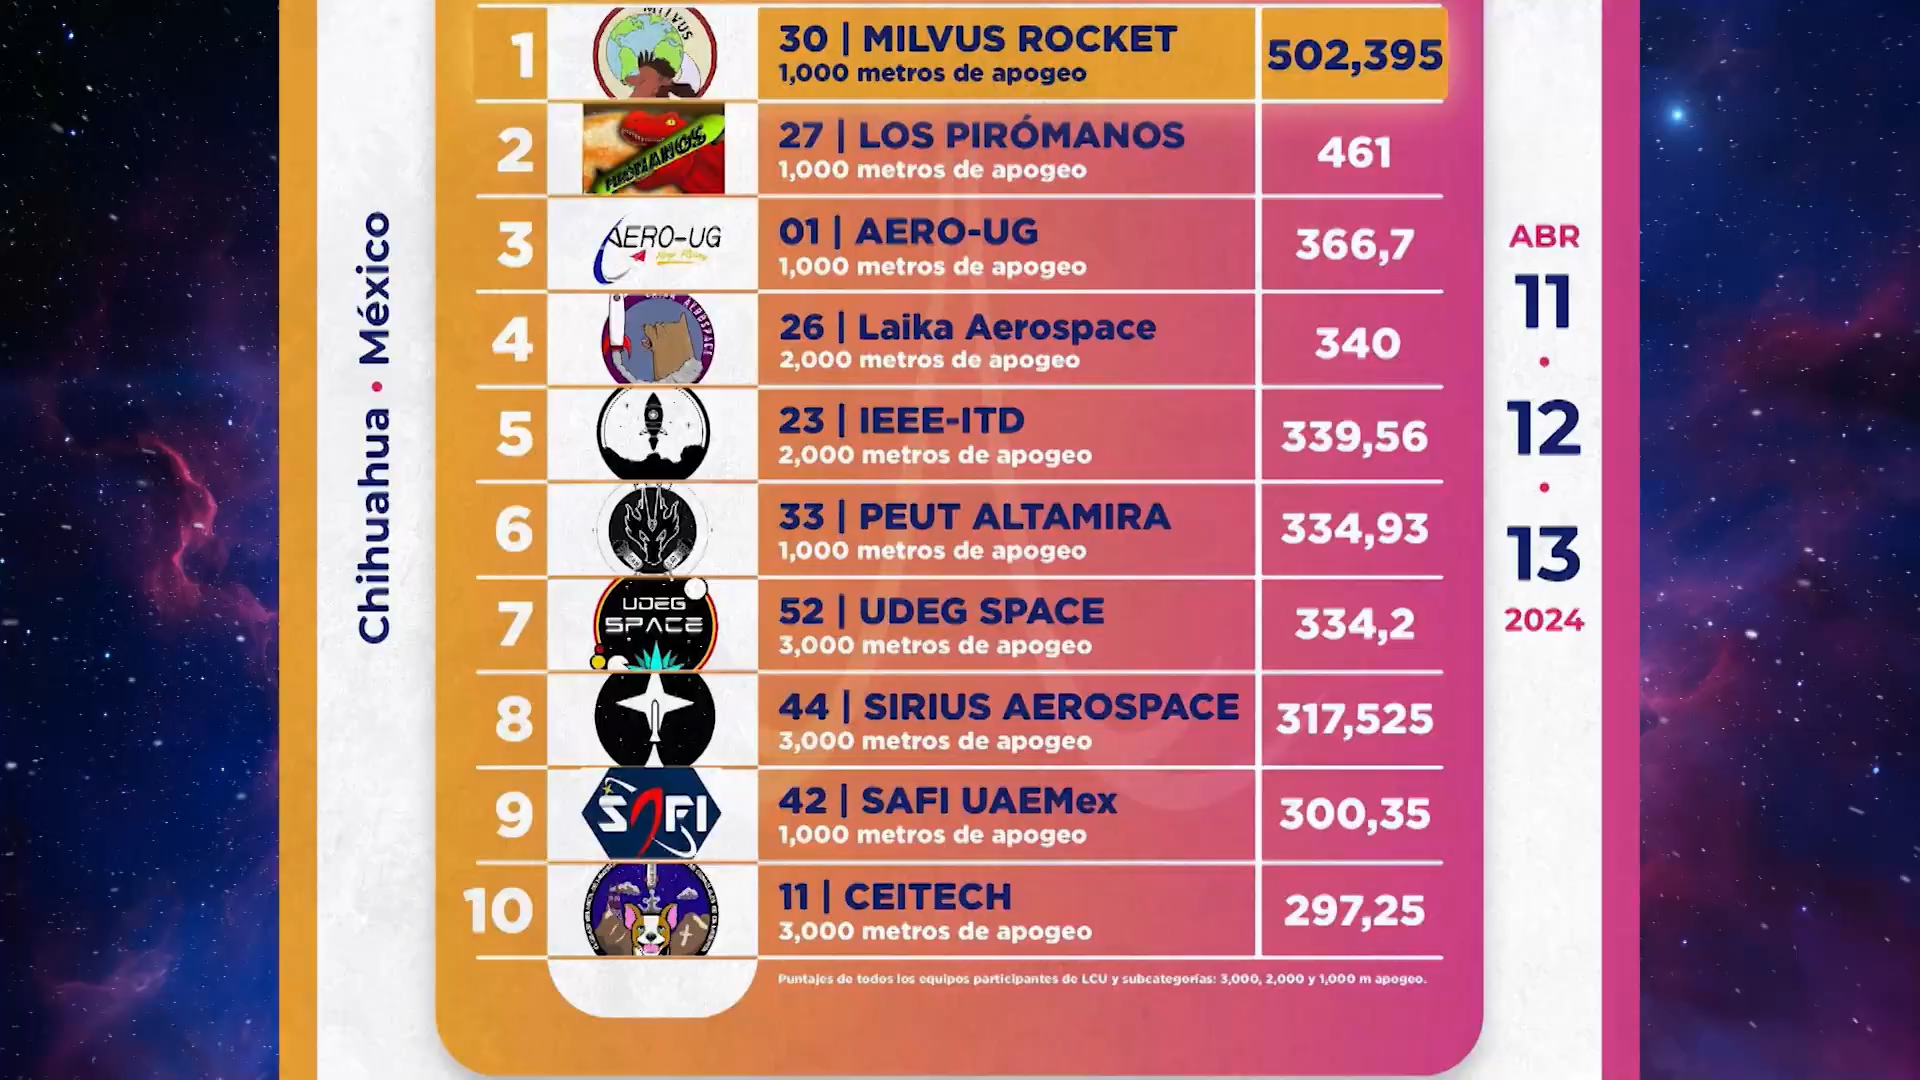 Chihuahua • México
1
MILVUS
30 | MILVUS ROCKET
1,000 metros de apogeo
502,395
2
PIROMANOS
27 | LOS PIRÓMANOS
1,000 metros de apogeo
461
3
AERO-UG
01 | AERO-UG
1,000 metros de apogeo
366,7
4
LAIKA AEROSPACE
26 | Laika Aerospace
2,000 metros de apogeo
340
5
23 | IEEE-ITD
2,000 metros de apogeo
339,56
6
33 | PEUT ALTAMIRA
1,000 metros de apogeo
334,93
7
UDEG
SPACE
52 | UDEG SPACE
3,000 metros de apogeo
334,2
8
44 | SIRIUS AEROSPACE
3,000 metros de apogeo
317,525
9
SAFI
42 | SAFI UAEMex
1,000 metros de apogeo
300,35
10
11 | CEITECH
3,000 metros de apogeo
297,25
Puntajes de todos los equipos participantes de LCU y subcategorías: 3,000, 2,000 y 1,000 m apogeo.
ABR
11
•
12
•
13
2024